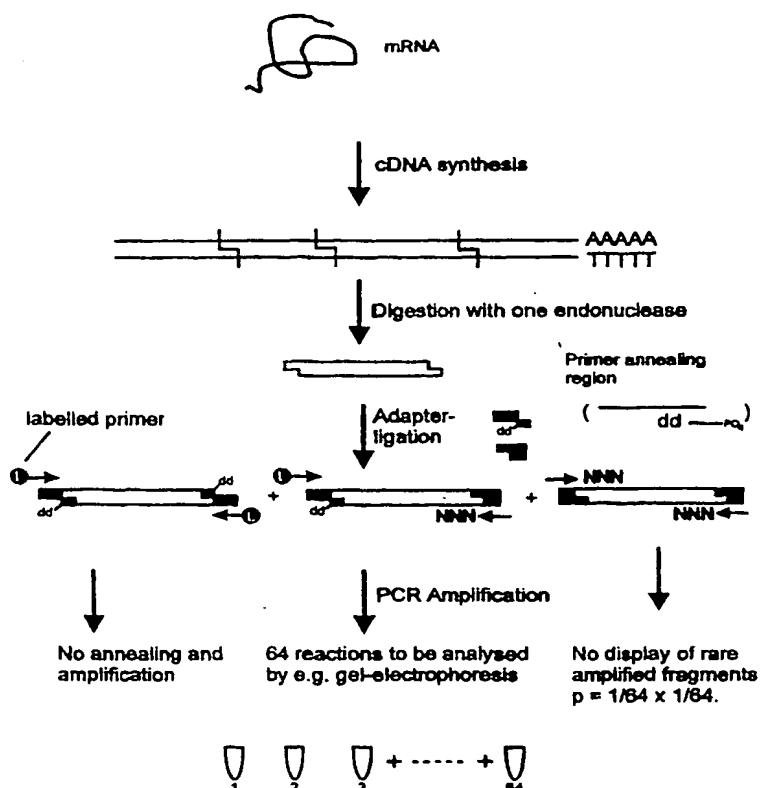 mRNA
cDNA synthesis
AAAAA
TTTTT
Digestion with one endonuclease
Primer annealing
region
labelled primer
Adapter-
ligation
dd
( dd PO4 )
L
L
dd
dd
L
+
dd
NNN
+
NNN
NNN
L
PCR Amplification
No annealing and
amplification
64 reactions to be analysed
by e.g. gel-electrophoresis
No display of rare
amplified fragments
p = 1/64 x 1/64.
+ ----- +
1 2 3 64